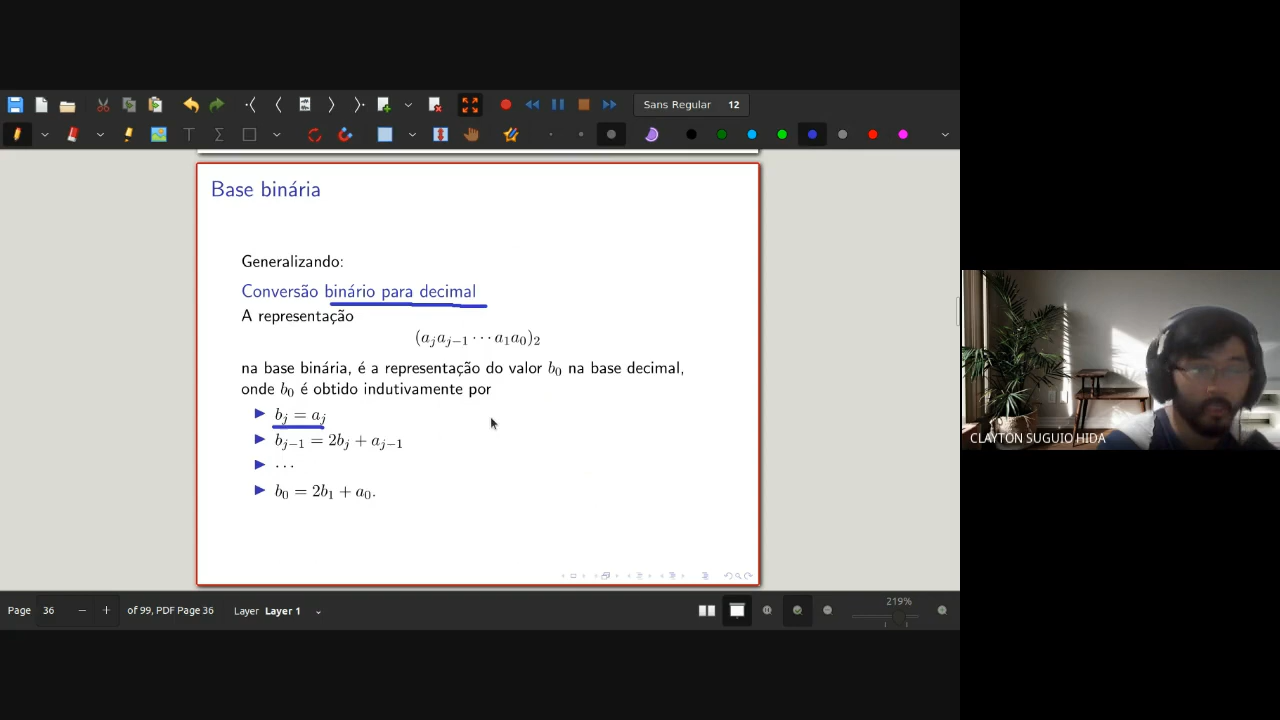 Sans Regular 12
Base binária
Generalizando:
Conversão binário para decimal
A representação
(a_j a_{j−1} ⋯ a_1 a_0)_2
na base binária, é a representação do valor b_0 na base decimal,
onde b_0 é obtido indutivamente por
▶ b_j = a_j
▶ b_{j−1} = 2b_j + a_{j−1}
▶ ⋯
▶ b_0 = 2b_1 + a_0.
CLAYTON SUGUIO HIDA
Page 36 − + of 99, PDF Page 36 Layer Layer 1 219%